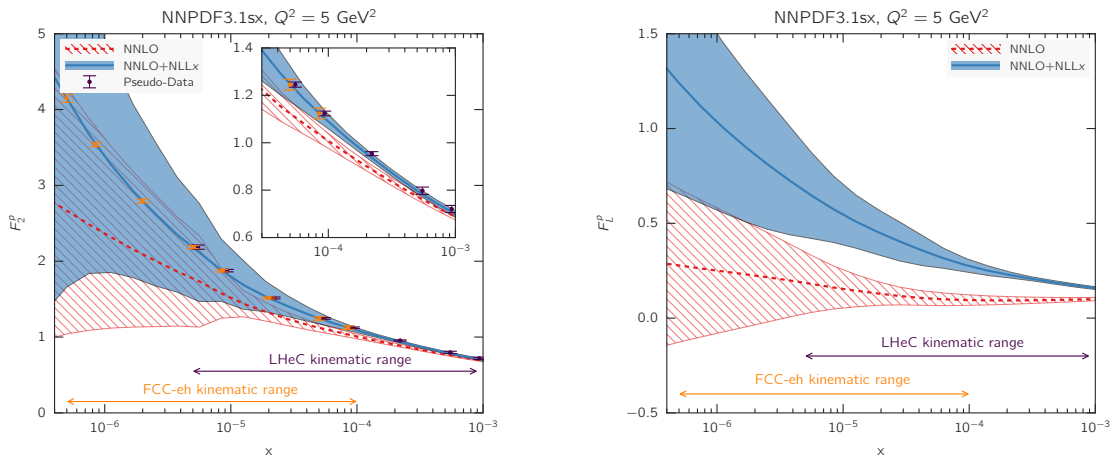 NNPDF3.1sx, Q² = 5 GeV²
NNLO
NNLO+NLLx
Pseudo-Data
5
4
3
2
1
0
F₂ᵖ
1.4
1.2
1.0
0.8
0.6
10⁻⁴
10⁻³
LHeC kinematic range
FCC-eh kinematic range
10⁻⁶
10⁻⁵
10⁻⁴
10⁻³
x
NNPDF3.1sx, Q² = 5 GeV²
NNLO
NNLO+NLLx
1.5
1.0
0.5
0.0
−0.5
F_Lᵖ
LHeC kinematic range
FCC-eh kinematic range
10⁻⁶
10⁻⁵
10⁻⁴
10⁻³
x